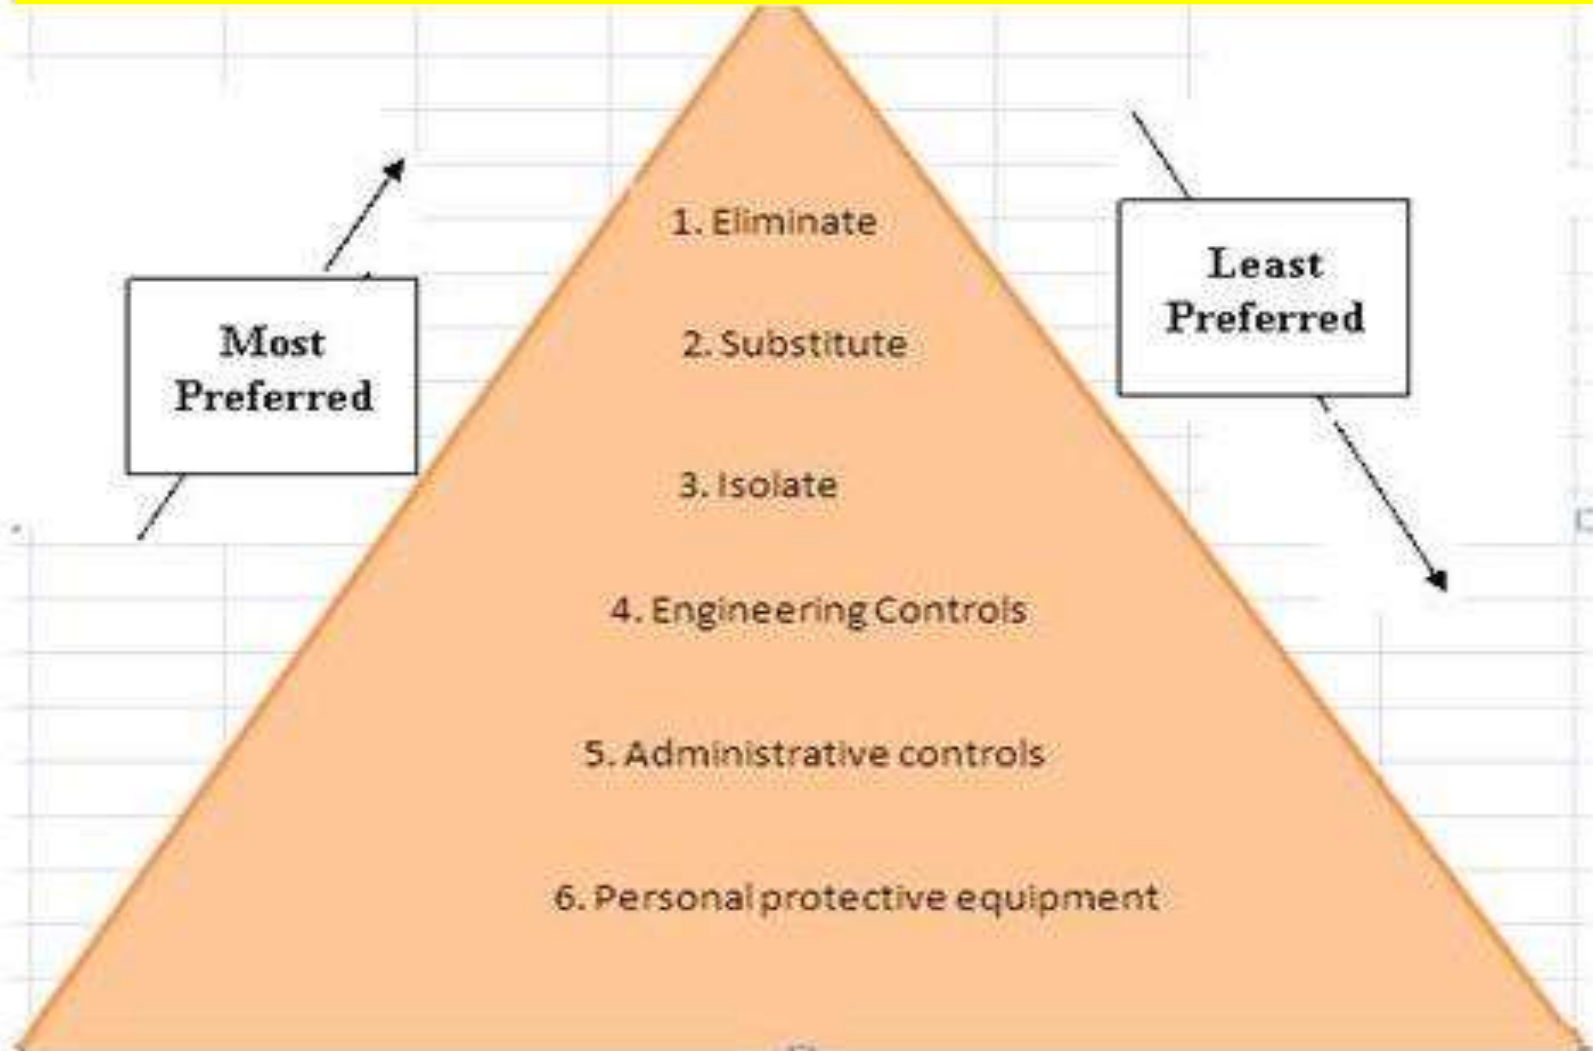 1. Eliminate
Least
Preferred
2. Substitute
Most
Preferred
3. Isolate
4. Engineering Controls
5. Administrative controls
6. Personal protective equipment